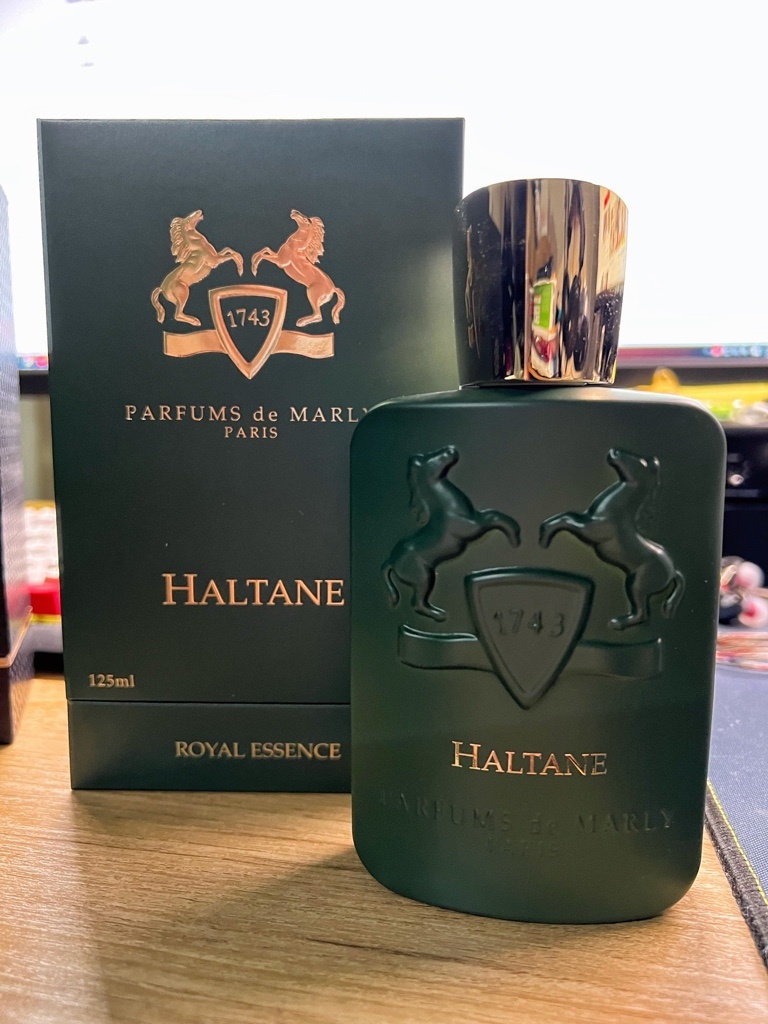 1743
PARFUMS de MARLY
PARIS
HALTANE
125ml
ROYAL ESSENCE
1743
HALTANE
PARFUMS de MARLY
PARIS